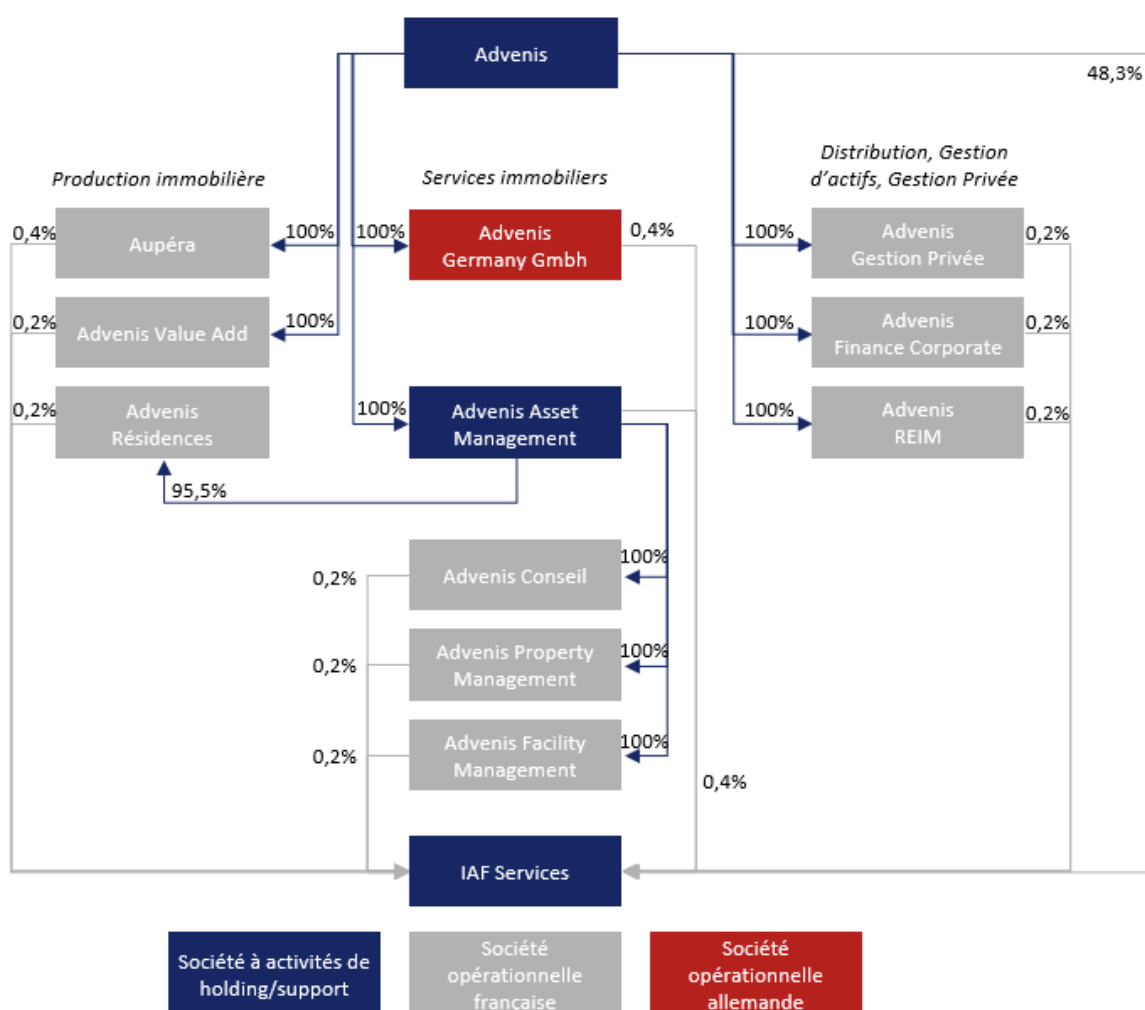 Advenis
48,3%
Production immobilière
Services immobiliers
Distribution, Gestion
d’actifs, Gestion Privée
0,4%
Aupéra
100%
100%
Advenis
Germany Gmbh
0,4%
100%
Advenis
Gestion Privée
0,2%
0,2%
Advenis Value Add
100%
100%
Advenis
Finance Corporate
0,2%
0,2%
Advenis
Résidences
100%
Advenis Asset
Management
100%
Advenis
REIM
0,2%
95,5%
0,2%
Advenis Conseil
100%
0,2%
Advenis Property
Management
100%
0,2%
Advenis Facility
Management
100%
0,4%
IAF Services
Société à activités de
holding/support
Société
opérationnelle
française
Société
opérationnelle
allemande